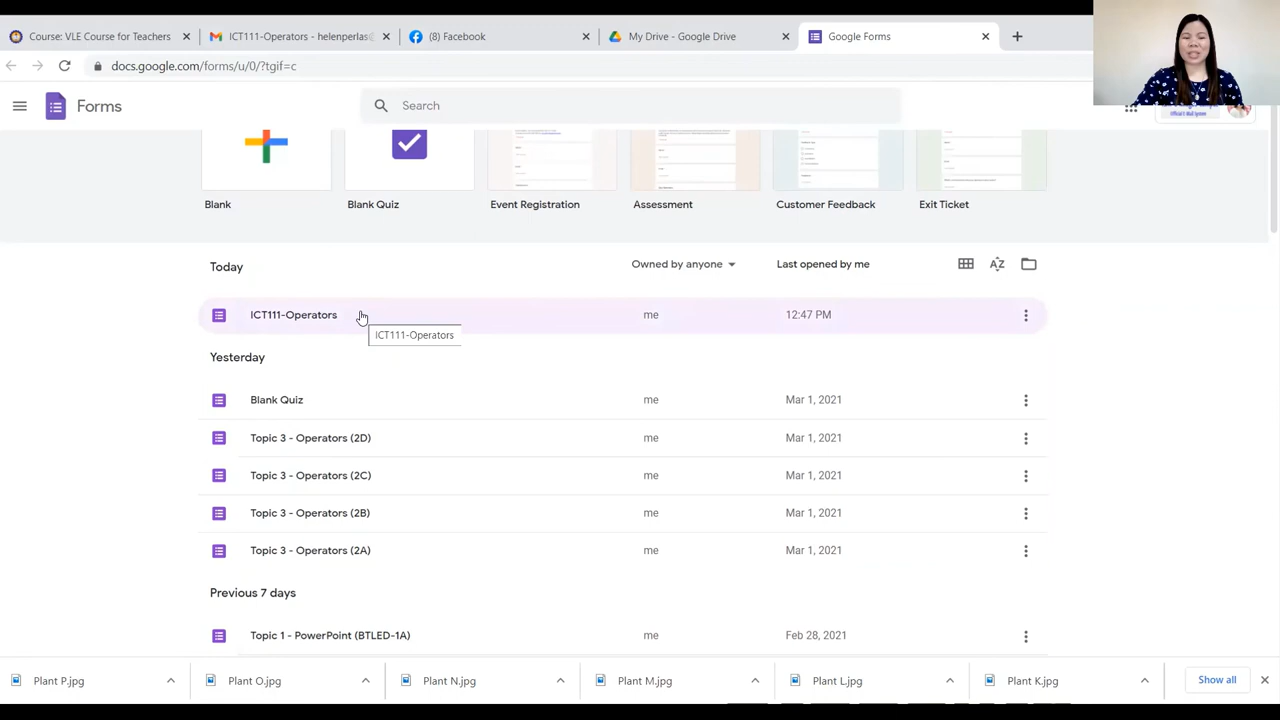 Course: VLE Course for Teachers
ICT111-Operators - helenperlas@
(8) Facebook
My Drive - Google Drive
Google Forms
docs.google.com/forms/u/0/?tgif=c
Forms
Search
Blank
Blank Quiz
Event Registration
Assessment
Customer Feedback
Exit Ticket
Today
Owned by anyone
Last opened by me
AZ
ICT111-Operators
me
12:47 PM
ICT111-Operators
Yesterday
Blank Quiz
me
Mar 1, 2021
Topic 3 - Operators (2D)
me
Mar 1, 2021
Topic 3 - Operators (2C)
me
Mar 1, 2021
Topic 3 - Operators (2B)
me
Mar 1, 2021
Topic 3 - Operators (2A)
me
Mar 1, 2021
Previous 7 days
Topic 1 - PowerPoint (BTLED-1A)
me
Feb 28, 2021
Plant P.jpg
Plant O.jpg
Plant N.jpg
Plant M.jpg
Plant L.jpg
Plant K.jpg
Show all